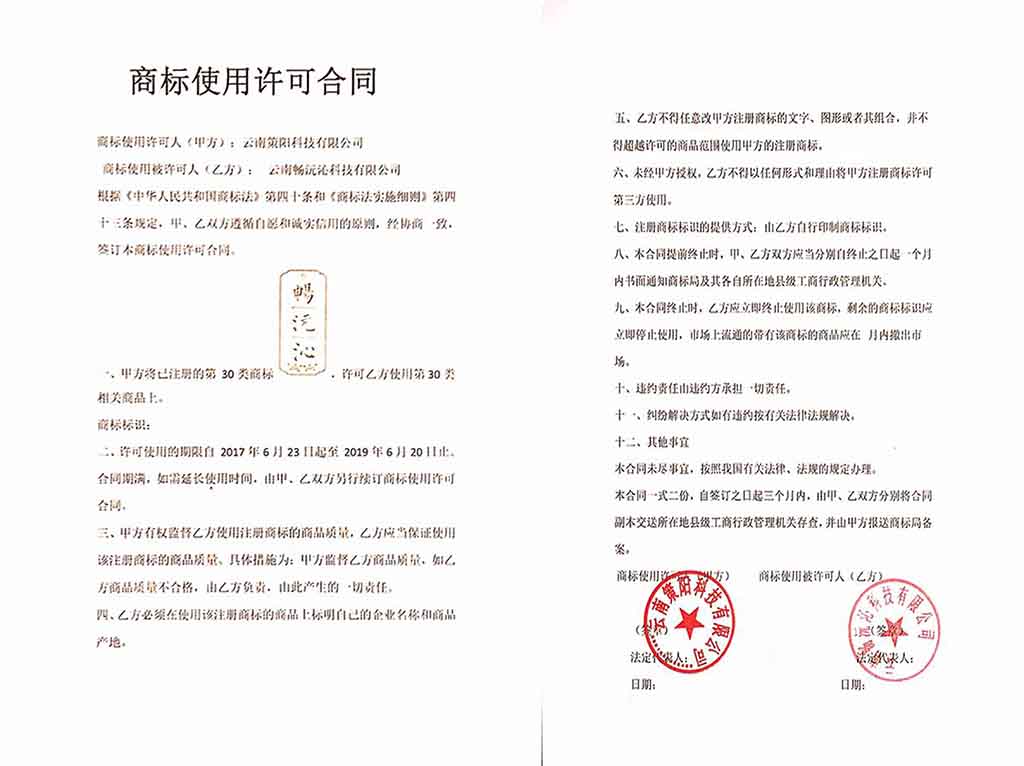 商标使用许可合同
商标使用许可人（甲方）：云南策阳科技有限公司
商标使用被许可人（乙方）： 云南畅沅沁科技有限公司
根据《中华人民共和国商标法》第四十条和《商标法实施细则》第四
十三条规定，甲、乙双方遵循自愿和诚实信用的原则，经协商一致，
签订本商标使用许可合同。
暢
沅
沁
一、甲方将已注册的第 30 类商标 ，许可乙方使用第 30 类
相关商品上。
商标标识：
二、许可使用的期限自 2017 年 6 月 23 日起至 2019 年 6 月 20 日止。
合同期满，如需延长使用时间，由甲、乙双方另行续订商标使用许可
合同。
三、甲方有权监督乙方使用注册商标的商品质量，乙方应当保证使用
该注册商标的商品质量。具体措施为：甲方监督乙方商品质量，如乙
方商品质量不合格，由乙方负责，由此产生的一切责任。
四、乙方必须在使用该注册商标的商品上标明自己的企业名称和商品
产地。
五、乙方不得任意改甲方注册商标的文字、图形或者其组合，并不
得超越许可的商品范围使用甲方的注册商标。
六、未经甲方授权，乙方不得以任何形式和理由将甲方注册商标许可
第三方使用。
七、注册商标标识的提供方式：由乙方自行印制商标标识。
八、本合同提前终止时，甲、乙方双方应当分别自终止之日起一个月
内书面通知商标局及其各自所在地县级工商行政管理机关。
九、本合同终止时，乙方应立即终止使用该商标，剩余的商标标识应
立即停止使用，市场上流通的带有该商标的商品应在 月内撤出市
场。
十、违约责任由违约方承担一切责任。
十一、纠纷解决方式如有违约按有关法律法规解决。
十二、其他事宜
本合同未尽事宜，按照我国有关法律、法规的规定办理。
本合同一式二份，自签订之日起三个月内，由甲、乙双方分别将合同
副本交送所在地县级工商行政管理机关存查，并由甲方报送商标局备
案。
商标使用许 甲方） 商标使用被许可人（乙方）
云南策阳科技有限公司
沅沁科技有限公司
（签 （签
法定代表人： 法定代表人：
日期： 日期：